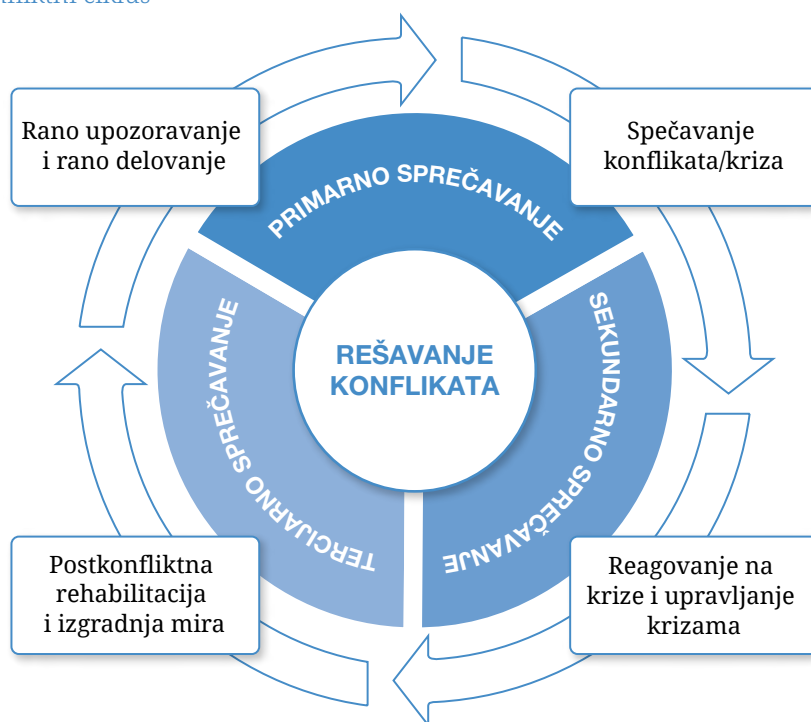 Rano upozoravanje
i rano delovanje
Spečavanje
konflikata/kriza
PRIMARNO SPREČAVANJE
SEKUNDARNO SPREČAVANJE
TERCIJARNO SPREČAVANJE
REŠAVANJE
KONFLIKATA
Postkonfliktna
rehabilitacija
i izgradnja mira
Reagovanje na
krize i upravljanje
krizama